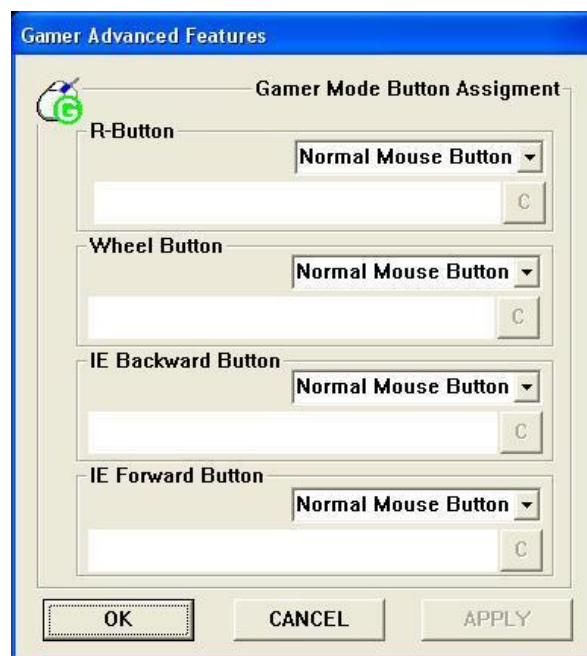 Gamer Advanced Features
Gamer Mode Button Assigment
R-Button
Normal Mouse Button
C
Wheel Button
Normal Mouse Button
C
IE Backward Button
Normal Mouse Button
C
IE Forward Button
Normal Mouse Button
C
OK CANCEL APPLY
G